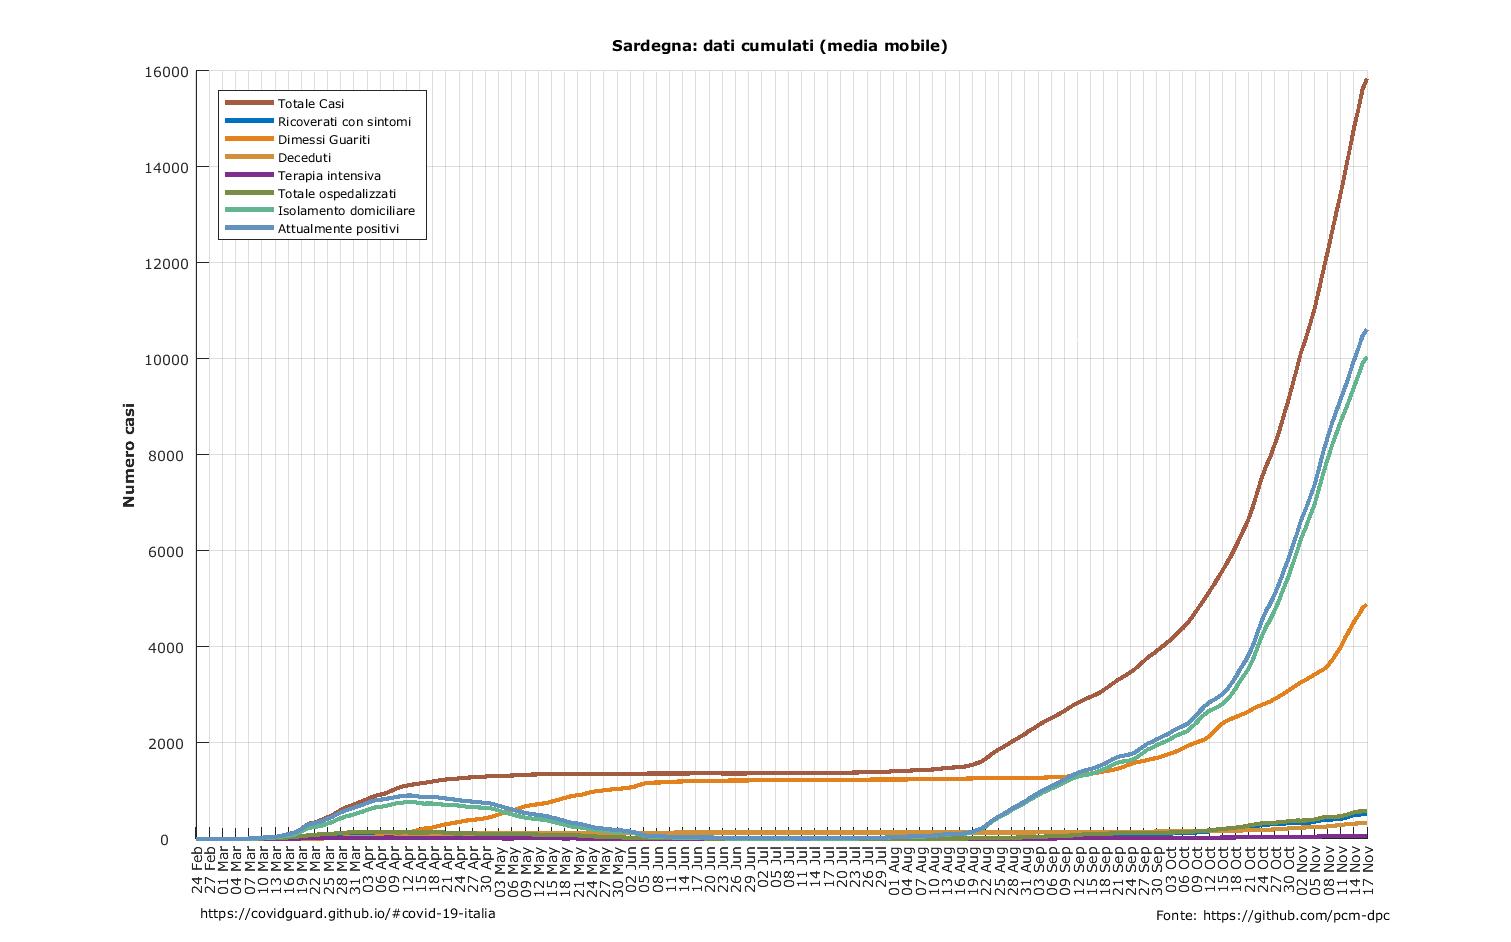 Sardegna: dati cumulati (media mobile)
Numero casi
16000
14000
12000
10000
8000
6000
4000
2000
0
Totale Casi
Ricoverati con sintomi
Dimessi Guariti
Deceduti
Terapia intensiva
Totale ospedalizzati
Isolamento domiciliare
Attualmente positivi
24 Feb
27 Feb
01 Mar
04 Mar
07 Mar
10 Mar
13 Mar
16 Mar
19 Mar
22 Mar
25 Mar
28 Mar
31 Mar
03 Apr
06 Apr
09 Apr
12 Apr
15 Apr
18 Apr
21 Apr
24 Apr
27 Apr
30 Apr
03 May
06 May
09 May
12 May
15 May
18 May
21 May
24 May
27 May
30 May
02 Jun
05 Jun
08 Jun
11 Jun
14 Jun
17 Jun
20 Jun
23 Jun
26 Jun
29 Jun
02 Jul
05 Jul
08 Jul
11 Jul
14 Jul
17 Jul
20 Jul
23 Jul
26 Jul
29 Jul
01 Aug
04 Aug
07 Aug
10 Aug
13 Aug
16 Aug
19 Aug
22 Aug
25 Aug
28 Aug
31 Aug
03 Sep
06 Sep
09 Sep
12 Sep
15 Sep
18 Sep
21 Sep
24 Sep
27 Sep
30 Sep
03 Oct
06 Oct
09 Oct
12 Oct
15 Oct
18 Oct
21 Oct
24 Oct
27 Oct
30 Oct
02 Nov
05 Nov
08 Nov
11 Nov
14 Nov
17 Nov
https://covidguard.github.io/#covid-19-italia
Fonte: https://github.com/pcm-dpc